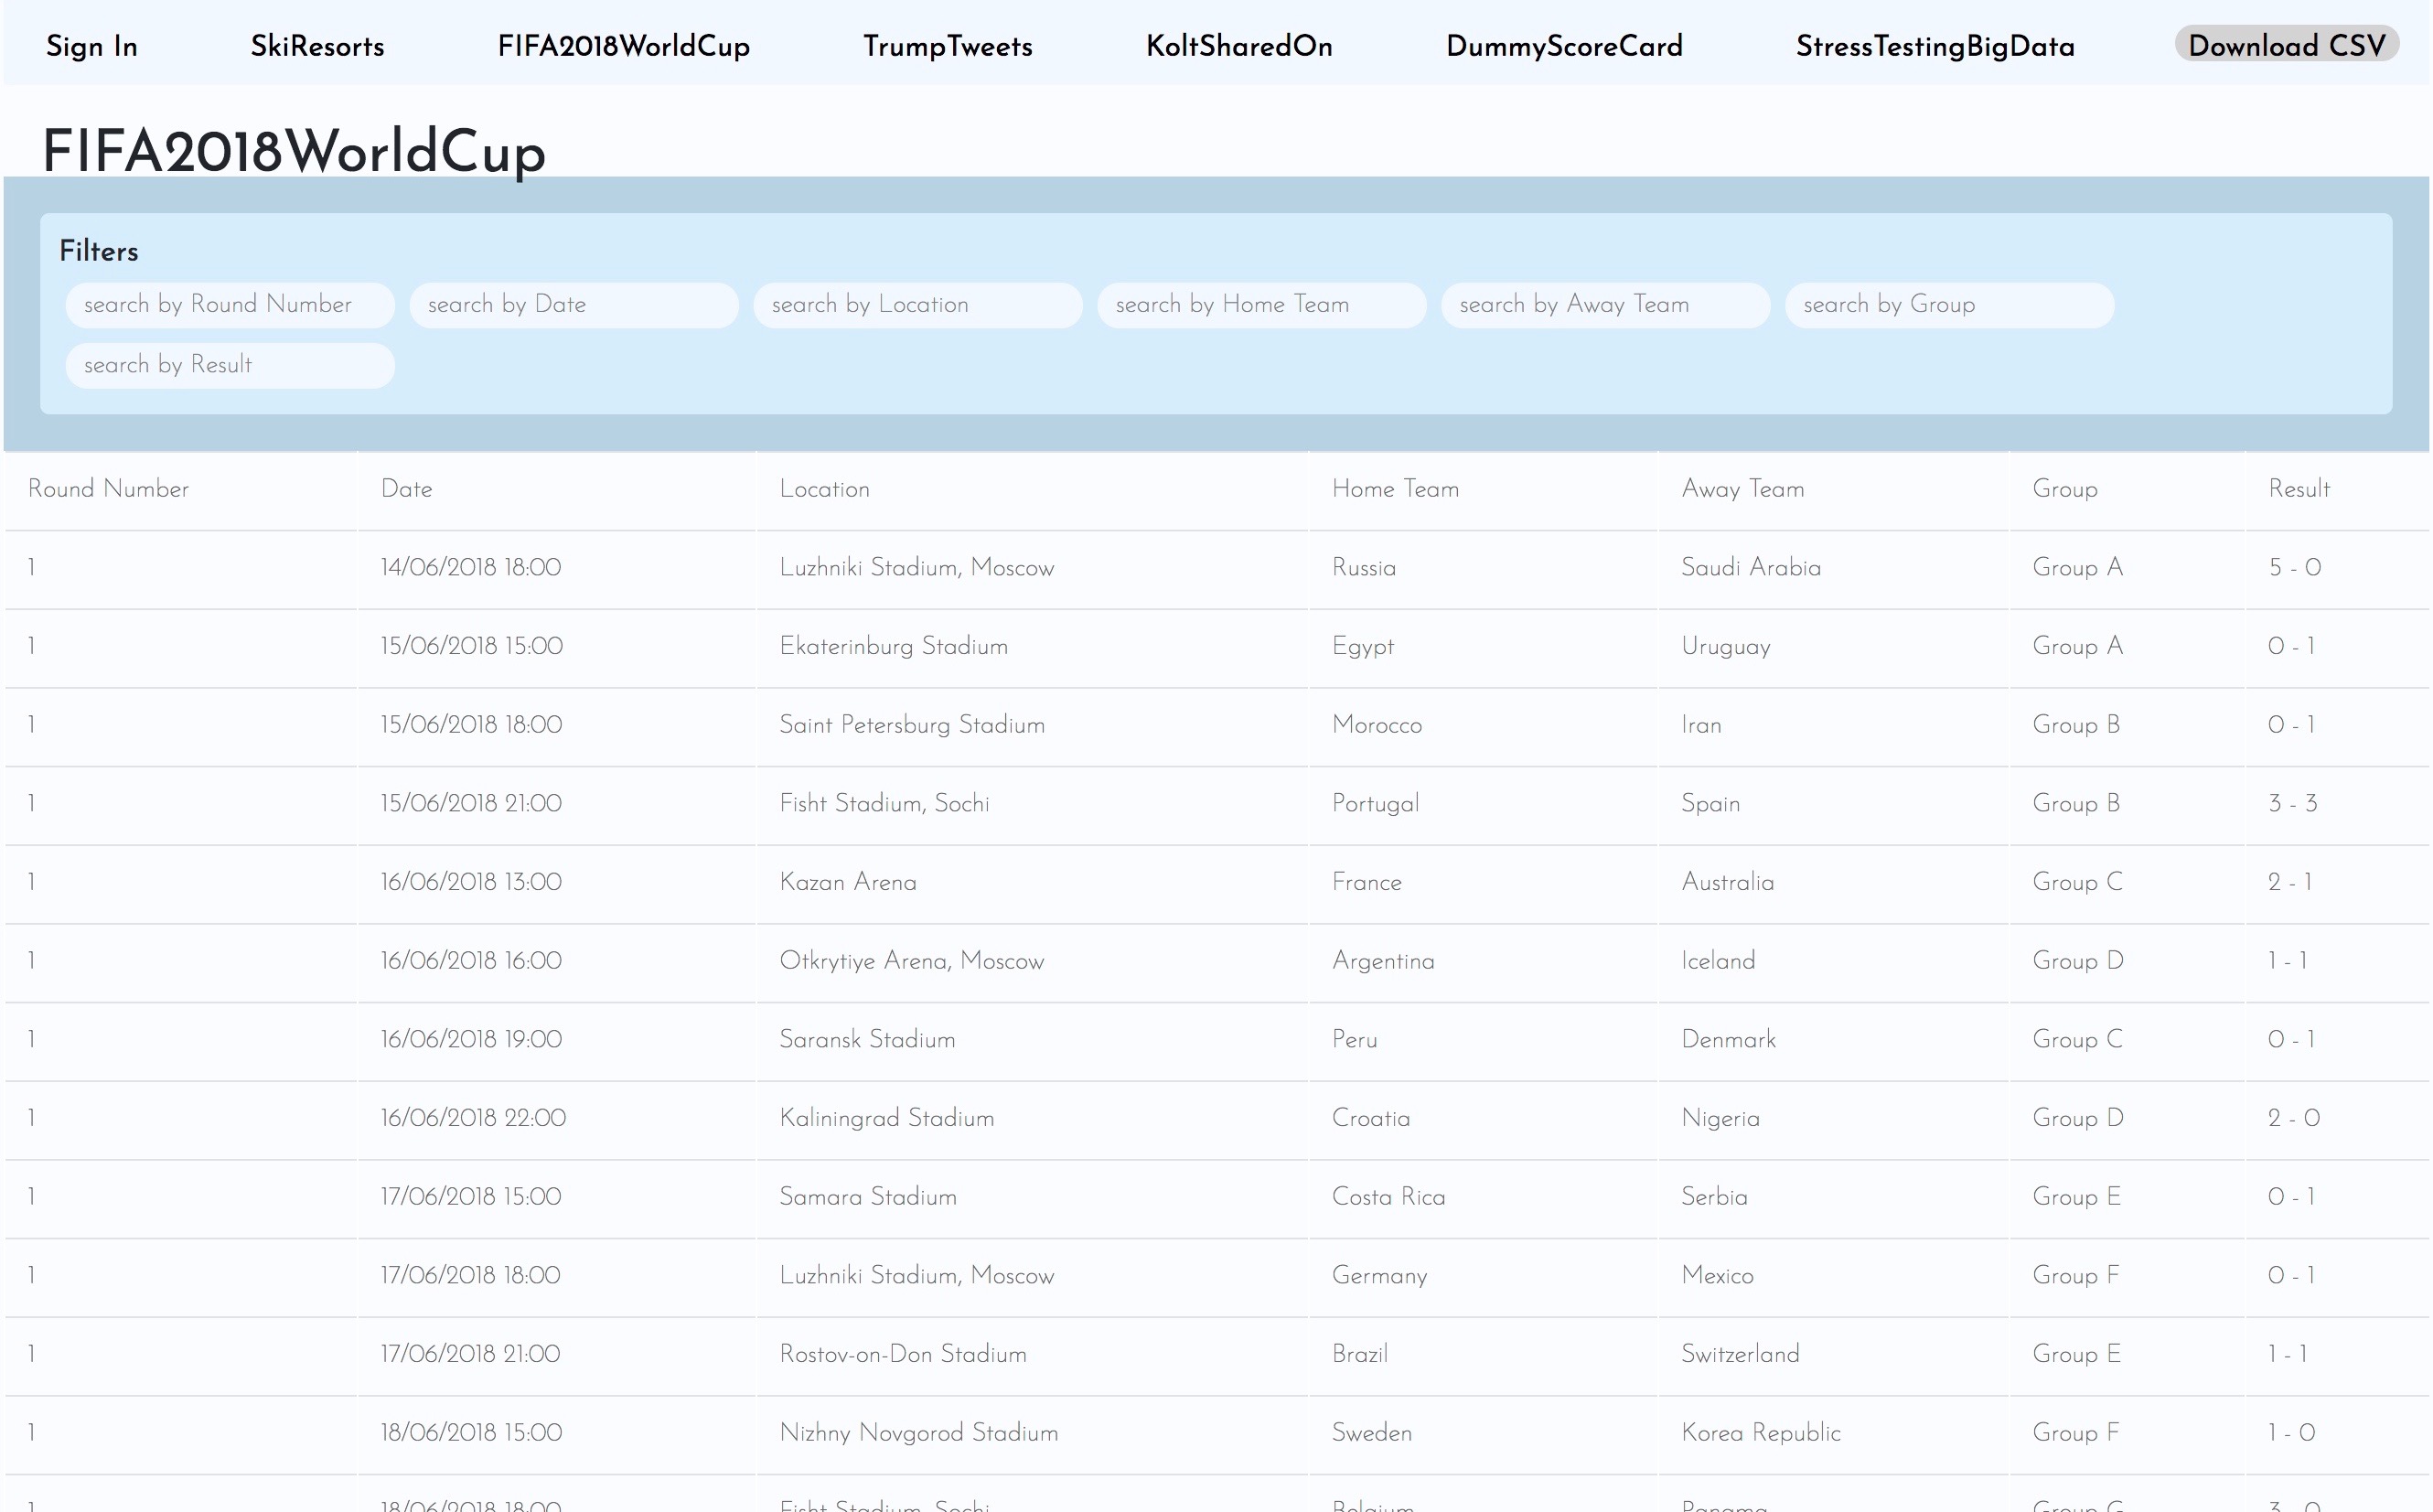 Sign In SkiResorts FIFA2018WorldCup TrumpTweets KoltSharedOn DummyScoreCard StressTestingBigData Download CSV
FIFA2018WorldCup
Filters
search by Round Number search by Date search by Location search by Home Team search by Away Team search by Group
search by Result
Round Number Date Location Home Team Away Team Group Result
1 14/06/2018 18:00 Luzhniki Stadium, Moscow Russia Saudi Arabia Group A 5 - 0
1 15/06/2018 15:00 Ekaterinburg Stadium Egypt Uruguay Group A 0 - 1
1 15/06/2018 18:00 Saint Petersburg Stadium Morocco Iran Group B 0 - 1
1 15/06/2018 21:00 Fisht Stadium, Sochi Portugal Spain Group B 3 - 3
1 16/06/2018 13:00 Kazan Arena France Australia Group C 2 - 1
1 16/06/2018 16:00 Otkrytiye Arena, Moscow Argentina Iceland Group D 1 - 1
1 16/06/2018 19:00 Saransk Stadium Peru Denmark Group C 0 - 1
1 16/06/2018 22:00 Kaliningrad Stadium Croatia Nigeria Group D 2 - 0
1 17/06/2018 15:00 Samara Stadium Costa Rica Serbia Group E 0 - 1
1 17/06/2018 18:00 Luzhniki Stadium, Moscow Germany Mexico Group F 0 - 1
1 17/06/2018 21:00 Rostov-on-Don Stadium Brazil Switzerland Group E 1 - 1
1 18/06/2018 15:00 Nizhny Novgorod Stadium Sweden Korea Republic Group F 1 - 0
1 18/06/2018 18:00 Fisht Stadium, Sochi Belgium Panama Group G 3 - 0